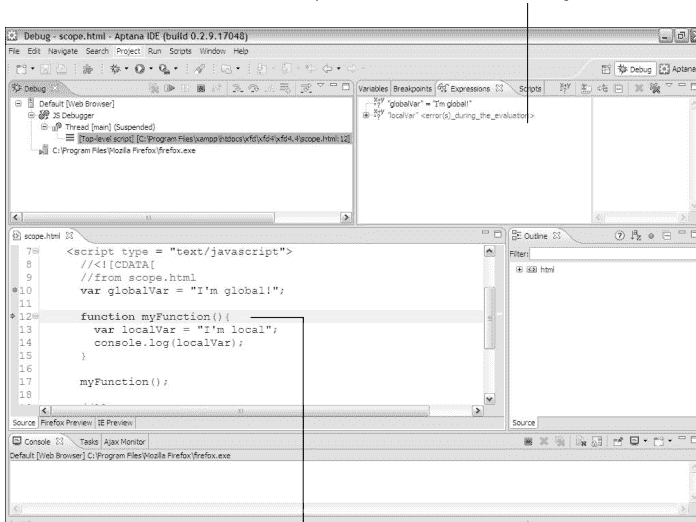 Debug - scope.html - Aptana IDE (build 0.2.9.17048)
File Edit Navigate Search Project Run Scripts Window Help
Debug Aptana
Debug
Default [Web Browser]
JS Debugger
Thread [main] (Suspended)
[Top-level script] [C:\Program Files\xampp\htdocs\xfd\xfd4\xfd4.4\scope.html:12]
C:\Program Files\Mozilla Firefox\firefox.exe
Variables Breakpoints Expressions Scripts
"globalVar" = "I'm global!"
"localVar" <error(s)_during_the_evaluation>
scope.html
7 <script type = "text/javascript">
8 //<![CDATA[
9 //from scope.html
10 var globalVar = "I'm global!";
11
12 function myFunction(){
13 var localVar = "I'm local";
14 console.log(localVar);
15 }
16
17 myFunction();
18
Source Firefox Preview IE Preview
Outline
Filter:
html
Source
Console Tasks Ajax Monitor
Default [Web Browser] C:\Program Files\Mozilla Firefox\firefox.exe